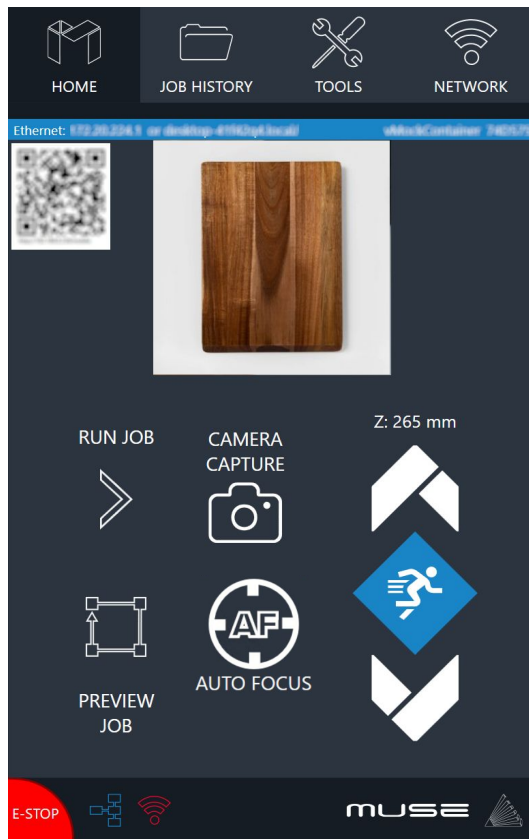 HOME
JOB HISTORY
TOOLS
NETWORK
Ethernet:
Z: 265 mm
RUN JOB
CAMERA
CAPTURE
AF
AUTO FOCUS
PREVIEW
JOB
E-STOP
muse